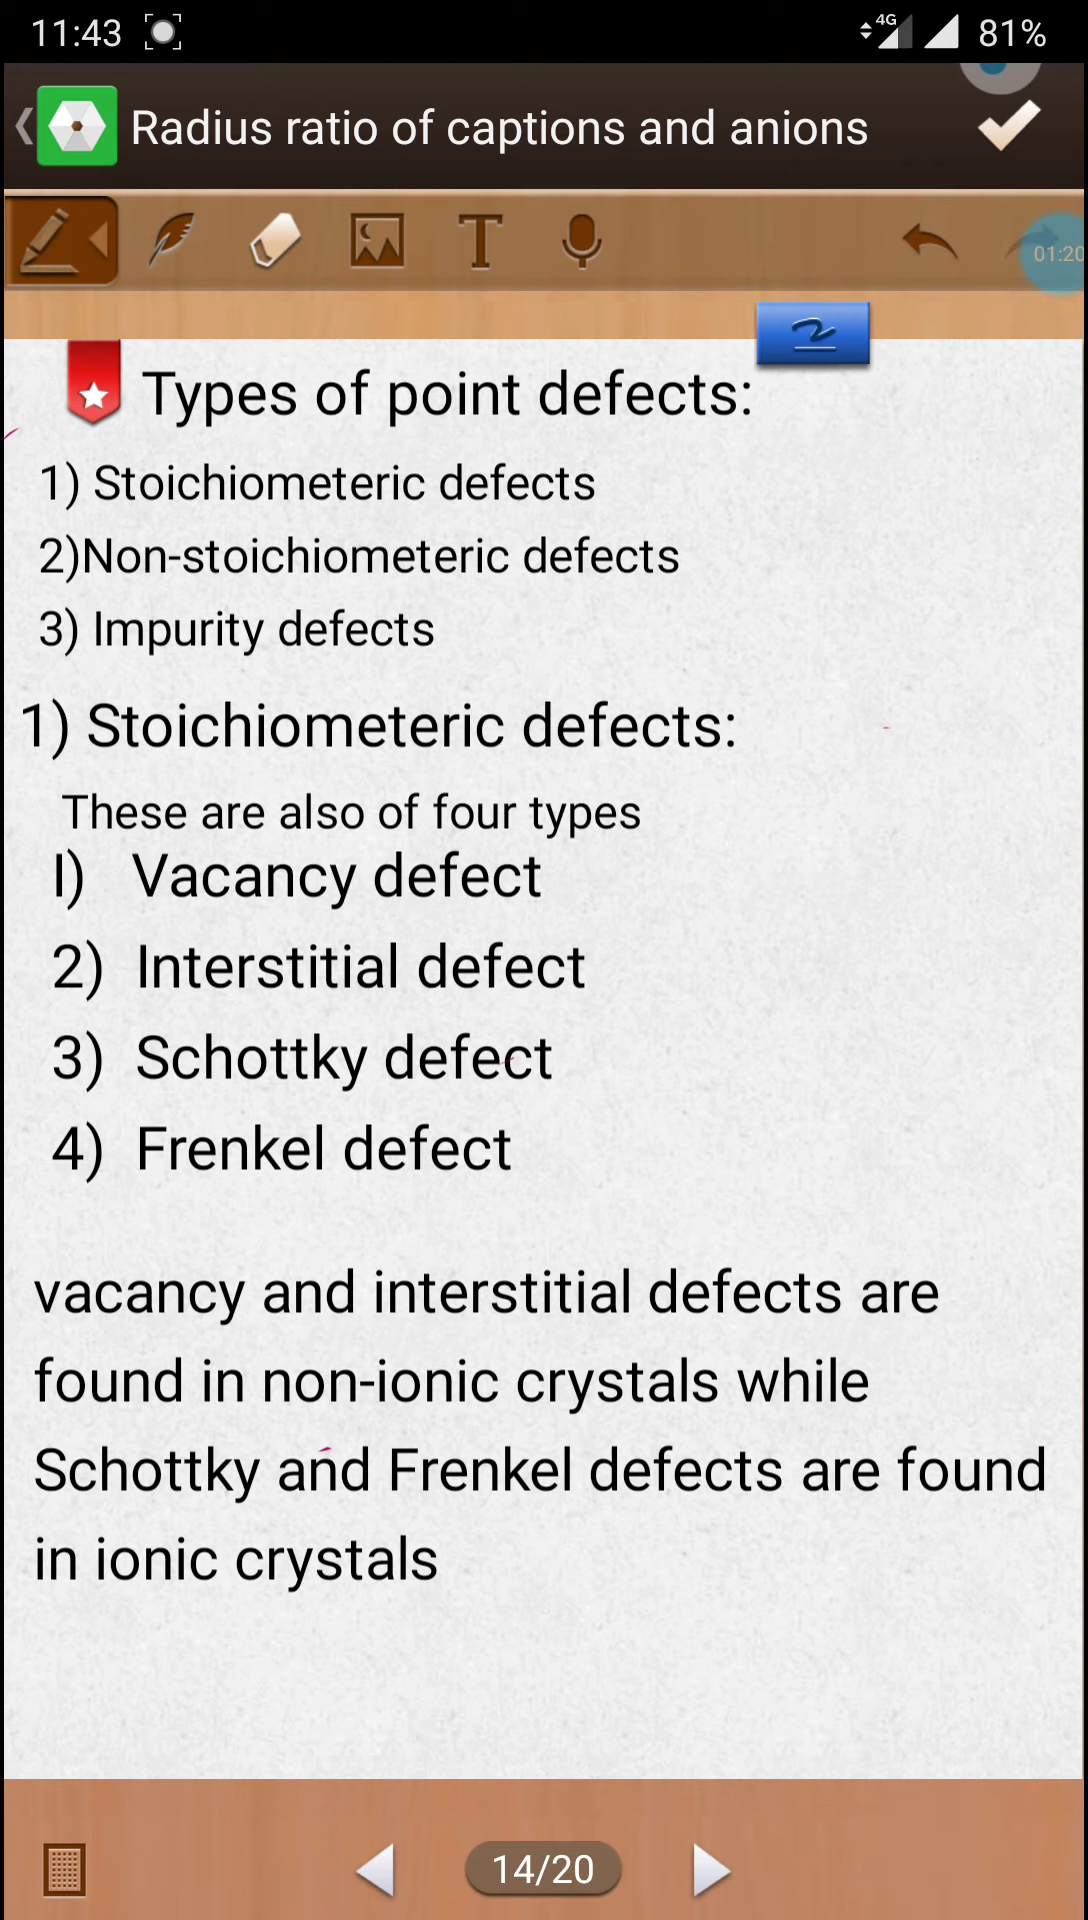 11:43 4G 81%
Radius ratio of captions and anions
01:20
Types of point defects:
1) Stoichiometeric defects
2)Non-stoichiometeric defects
3) Impurity defects
1) Stoichiometeric defects:
These are also of four types
I) Vacancy defect
2) Interstitial defect
3) Schottky defect
4) Frenkel defect
vacancy and interstitial defects are
found in non-ionic crystals while
Schottky and Frenkel defects are found
in ionic crystals
14/20